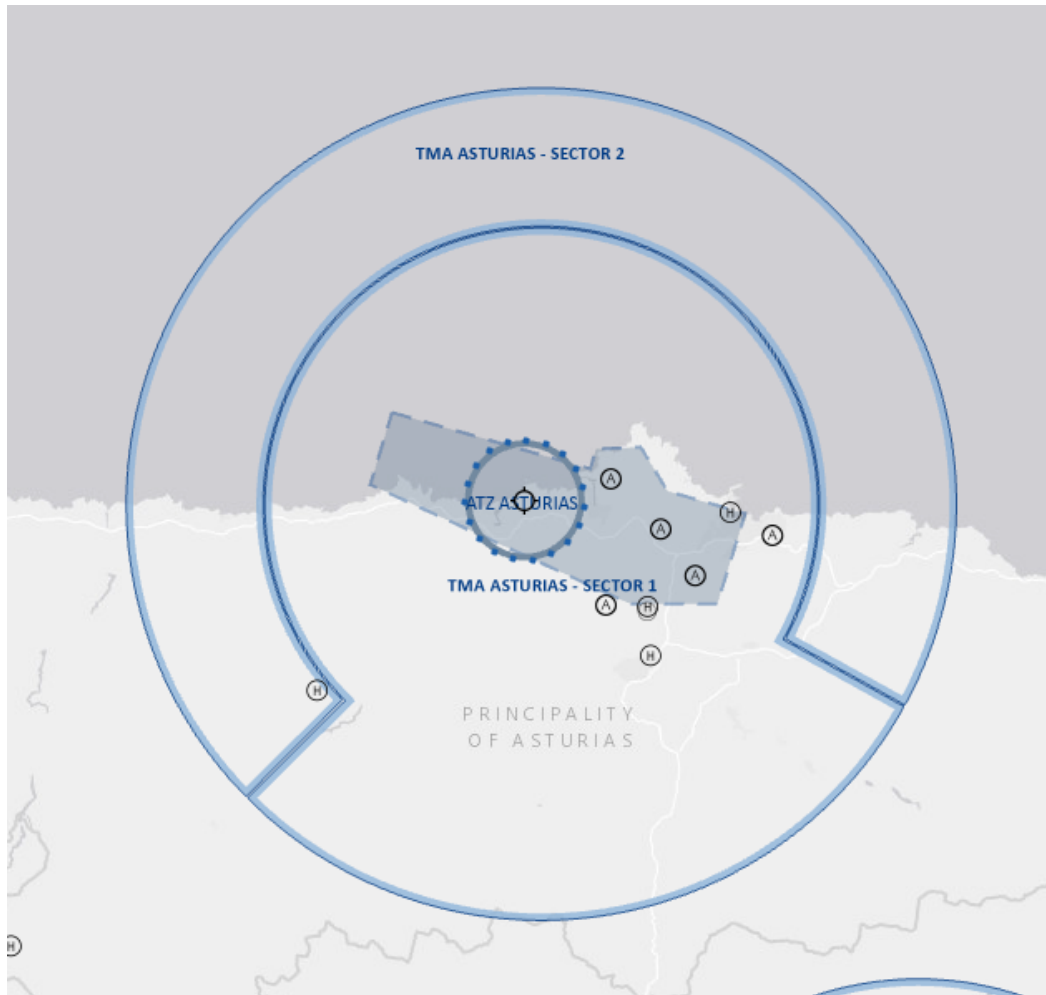 TMA ASTURIAS - SECTOR 2
ATZ ASTURIAS
A
H
A
A
A
TMA ASTURIAS - SECTOR 1
A
H
H
H
PRINCIPALITY
OF ASTURIAS
H